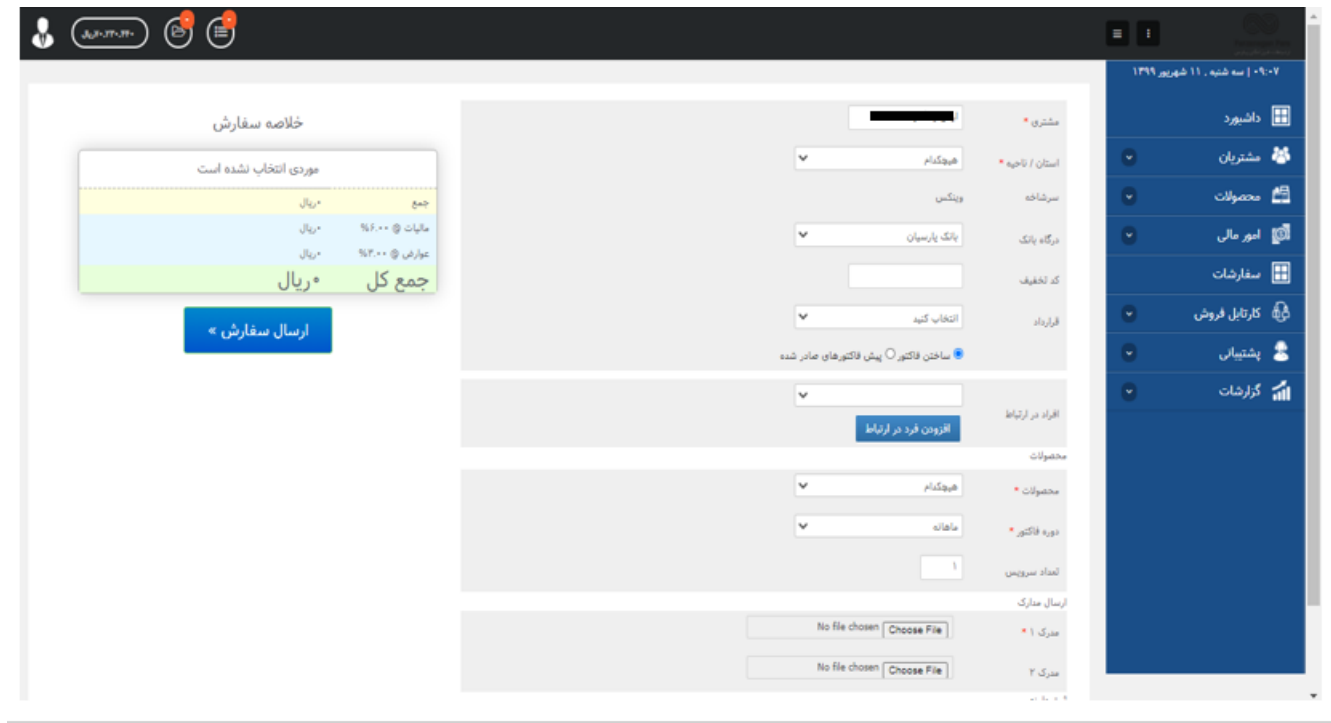 ۰۹:۰۷ | سه شنبه , ۱۱ شهریور ۱۳۹۹
داشبورد
مشتریان
محصولات
امور مالی
سفارشات
کارتابل فروش
پشتیبانی
گزارشات
مشتری *
استان / ناحیه *
هیچکدام
سرشاخه
وینکس
درگاه بانک
بانک پارسیان
کد تخفیف
قرارداد
انتخاب کنید
ساختن فاکتور پیش فاکتورهای صادر شده
افراد در ارتباط
افزودن فرد در ارتباط
محصولات
محصولات *
هیچکدام
دوره فاکتور *
ماهانه
تعداد سرویس
۱
ارسال مدارک
مدرک ۱ *
Choose File No file chosen
مدرک ۲
Choose File No file chosen
خلاصه سفارش
موردی انتخاب نشده است
جمع ۰ریال
مالیات @ ۶.۰۰% ۰ریال
عوارض @ ۳.۰۰% ۰ریال
جمع کل ۰ریال
ارسال سفارش »